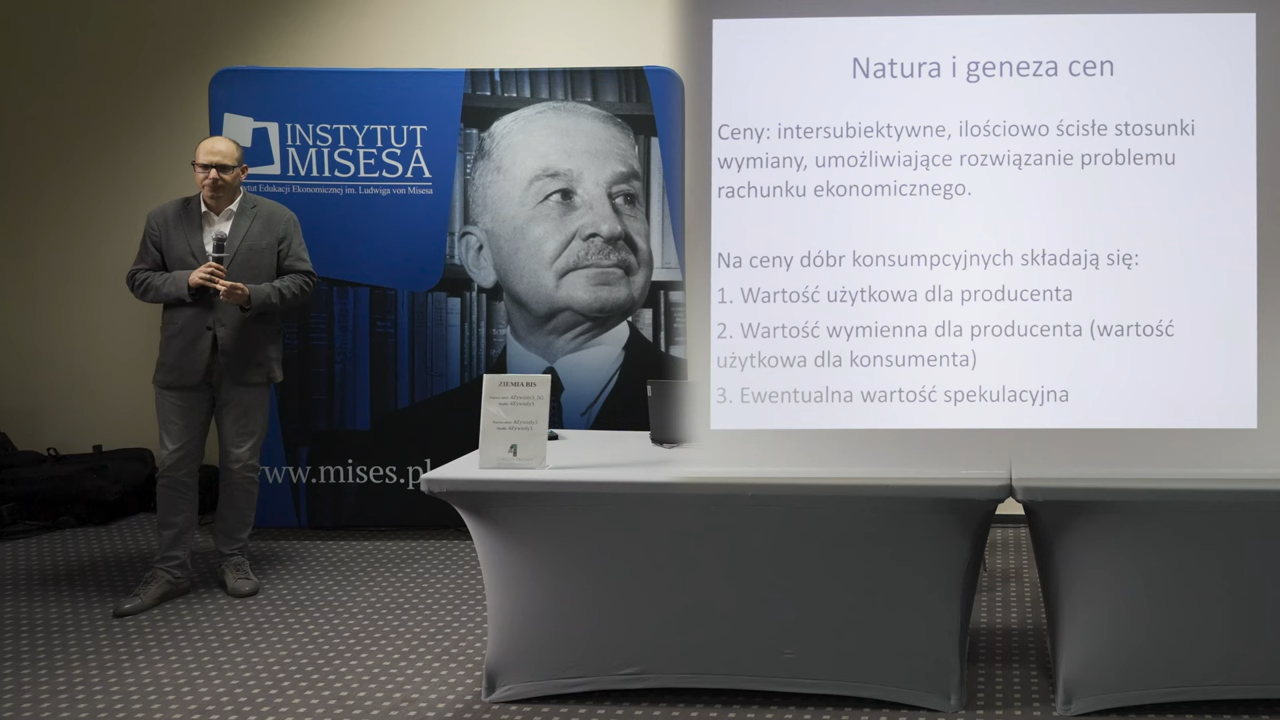 INSTYTUT
MISESA
tytut Edukacji Ekonomicznej im. Ludwiga von Misesa
www.mises.pl
ZIEMIA BIS
Natura i geneza cen
Ceny: intersubiektywne, ilościowo ścisłe stosunki
wymiany, umożliwiające rozwiązanie problemu
rachunku ekonomicznego.
Na ceny dóbr konsumpcyjnych składają się:
1. Wartość użytkowa dla producenta
2. Wartość wymienna dla producenta (wartość
użytkowa dla konsumenta)
3. Ewentualna wartość spekulacyjna